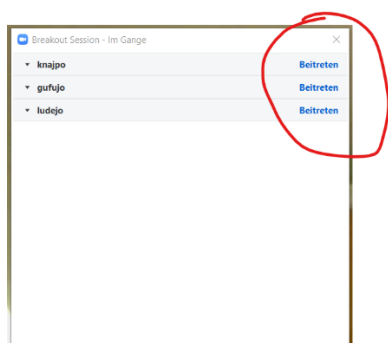 Breakout Session - Im Gange
knajpo Beitreten
gufujo Beitreten
ludejo Beitreten